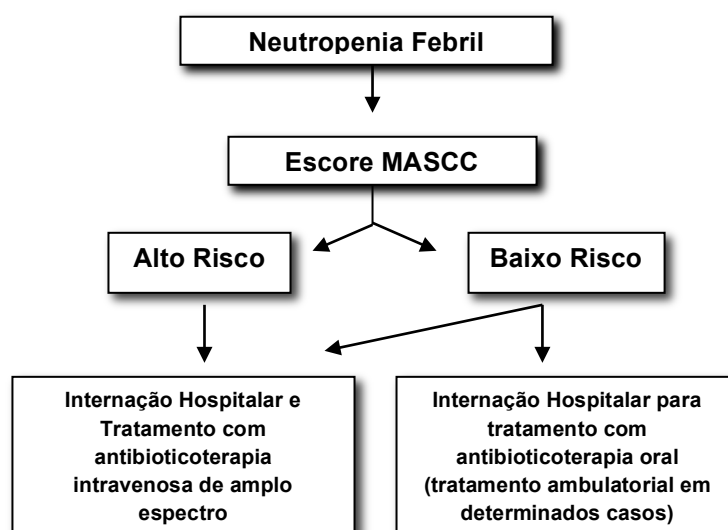 Neutropenia Febril
Escore MASCC
Alto Risco
Baixo Risco
Internação Hospitalar e
Tratamento com
antibioticoterapia
intravenosa de amplo
espectro
Internação Hospitalar para
tratamento com
antibioticoterapia oral
(tratamento ambulatorial em
determinados casos)